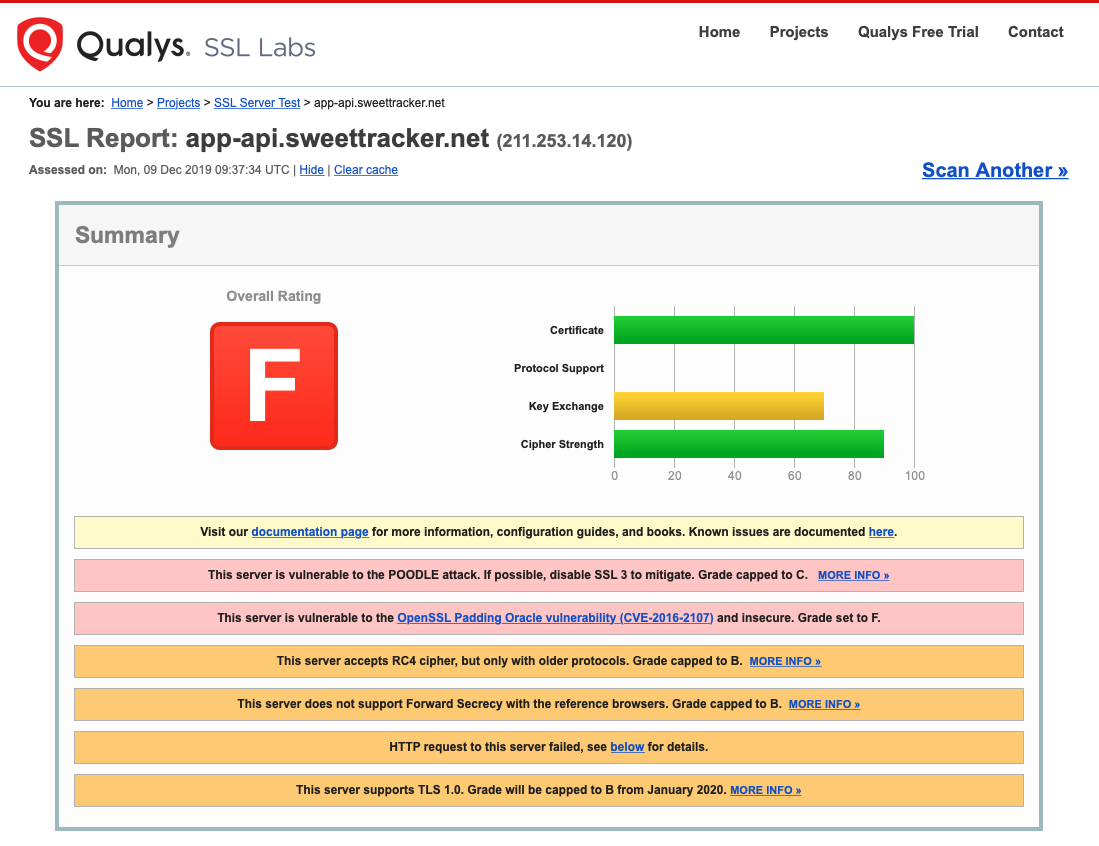 Qualys. SSL Labs
Home Projects Qualys Free Trial Contact
You are here: Home > Projects > SSL Server Test > app-api.sweettracker.net
SSL Report: app-api.sweettracker.net (211.253.14.120)
Assessed on: Mon, 09 Dec 2019 09:37:34 UTC | Hide | Clear cache
Scan Another »
Summary
Overall Rating
F
Certificate
Protocol Support
Key Exchange
Cipher Strength
0 20 40 60 80 100
Visit our documentation page for more information, configuration guides, and books. Known issues are documented here.
This server is vulnerable to the POODLE attack. If possible, disable SSL 3 to mitigate. Grade capped to C. MORE INFO »
This server is vulnerable to the OpenSSL Padding Oracle vulnerability (CVE-2016-2107) and insecure. Grade set to F.
This server accepts RC4 cipher, but only with older protocols. Grade capped to B. MORE INFO »
This server does not support Forward Secrecy with the reference browsers. Grade capped to B. MORE INFO »
HTTP request to this server failed, see below for details.
This server supports TLS 1.0. Grade will be capped to B from January 2020. MORE INFO »